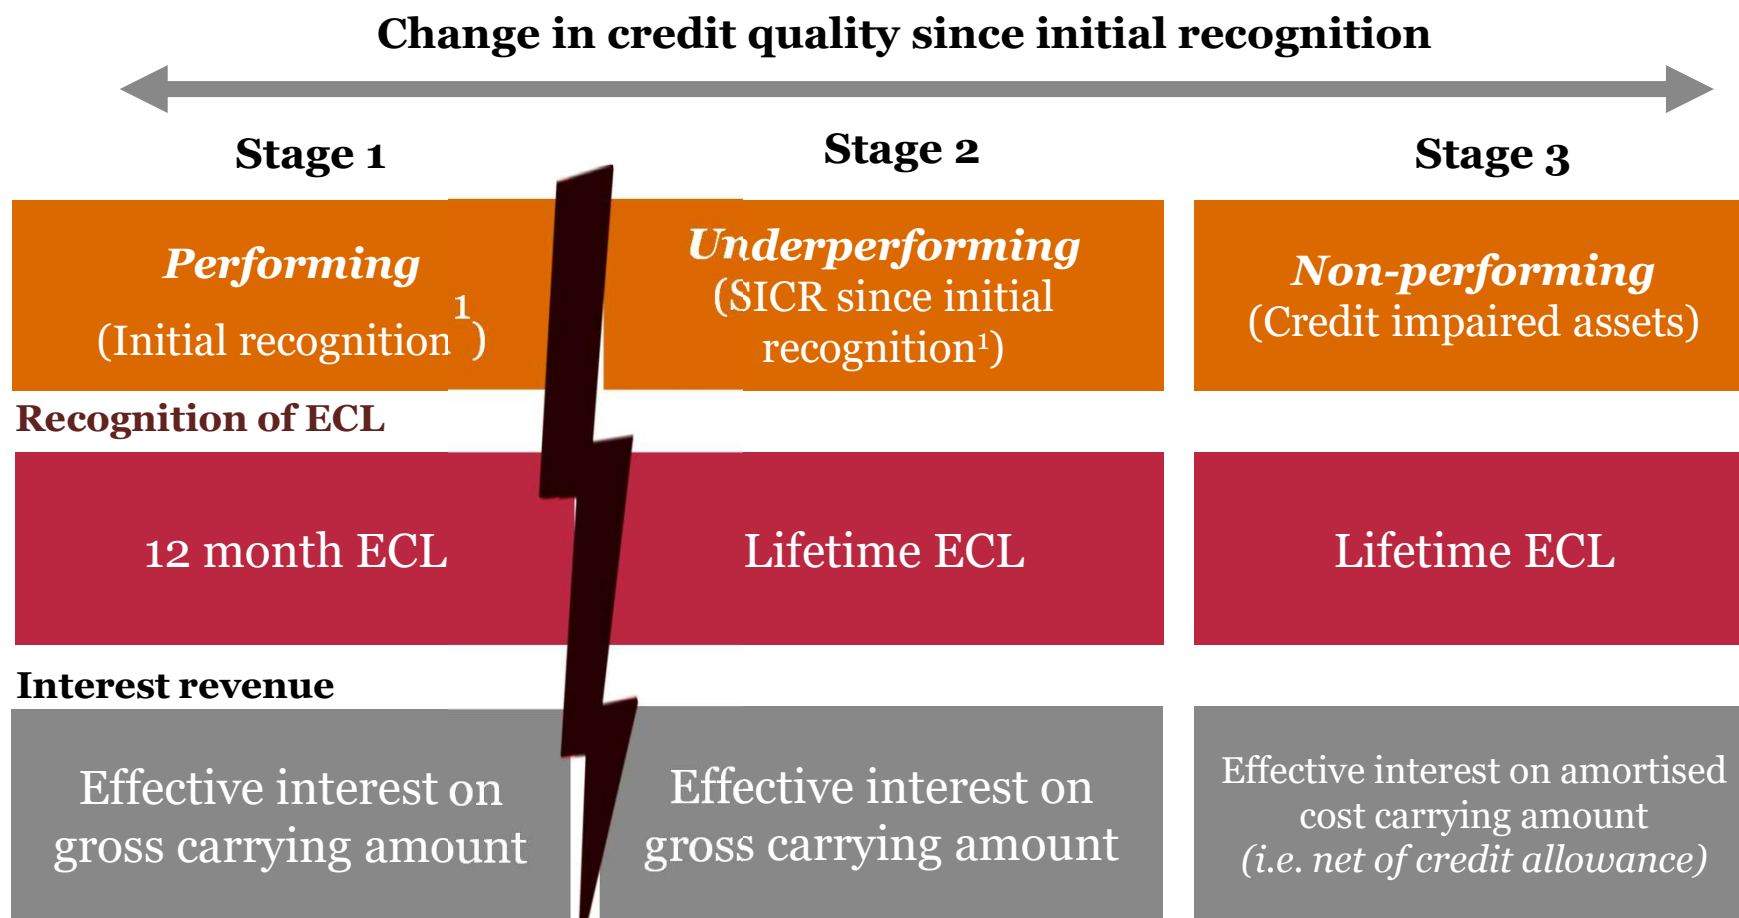 Change in credit quality since initial recognition
Stage 1
Stage 2
Stage 3
Performing
(Initial recognition¹)
Underperforming
(SICR since initial
recognition¹)
Non-performing
(Credit impaired assets)
Recognition of ECL
12 month ECL
Lifetime ECL
Lifetime ECL
Interest revenue
Effective interest on
gross carrying amount
Effective interest on
gross carrying amount
Effective interest on amortised
cost carrying amount
(i.e. net of credit allowance)